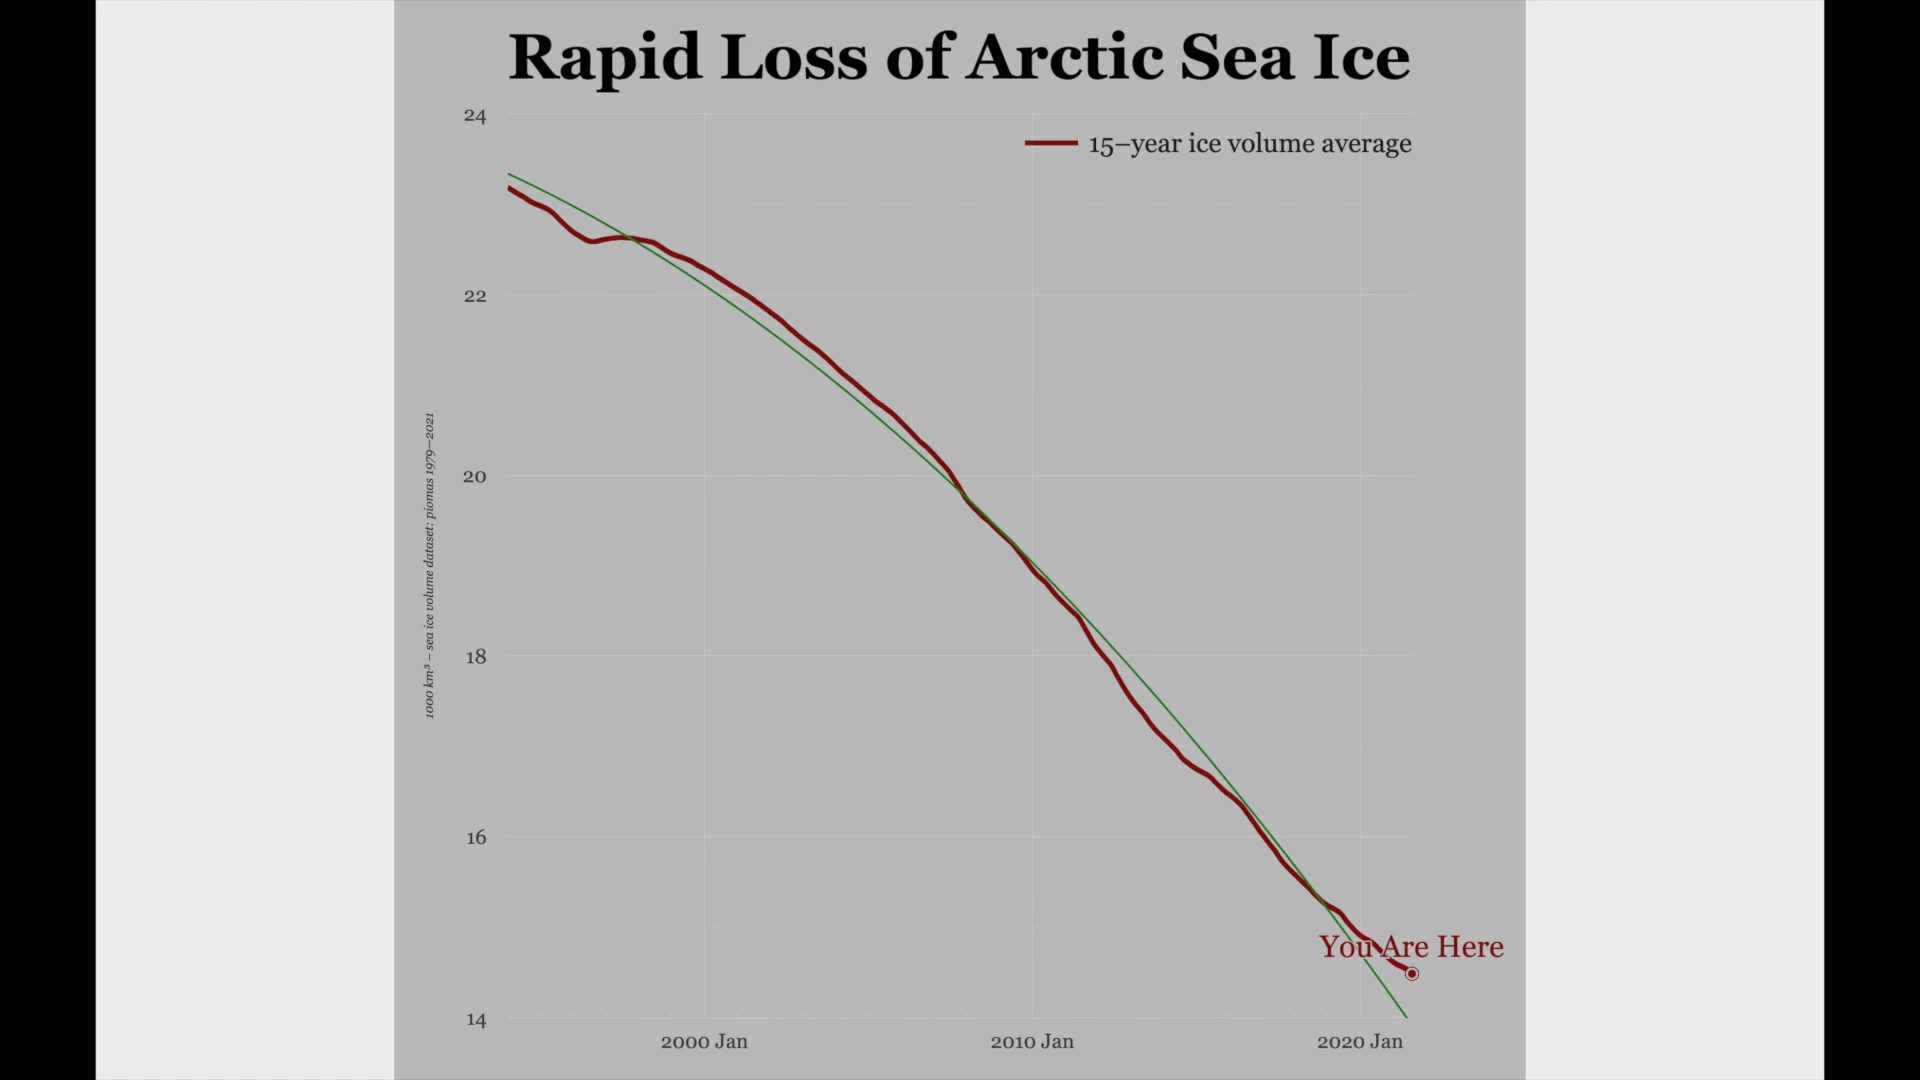 Rapid Loss of Arctic Sea Ice
15–year ice volume average
24
22
20
18
16
14
1000 km³ – sea ice volume dataset: piomas 1979—2021
You Are Here
2000 Jan
2010 Jan
2020 Jan